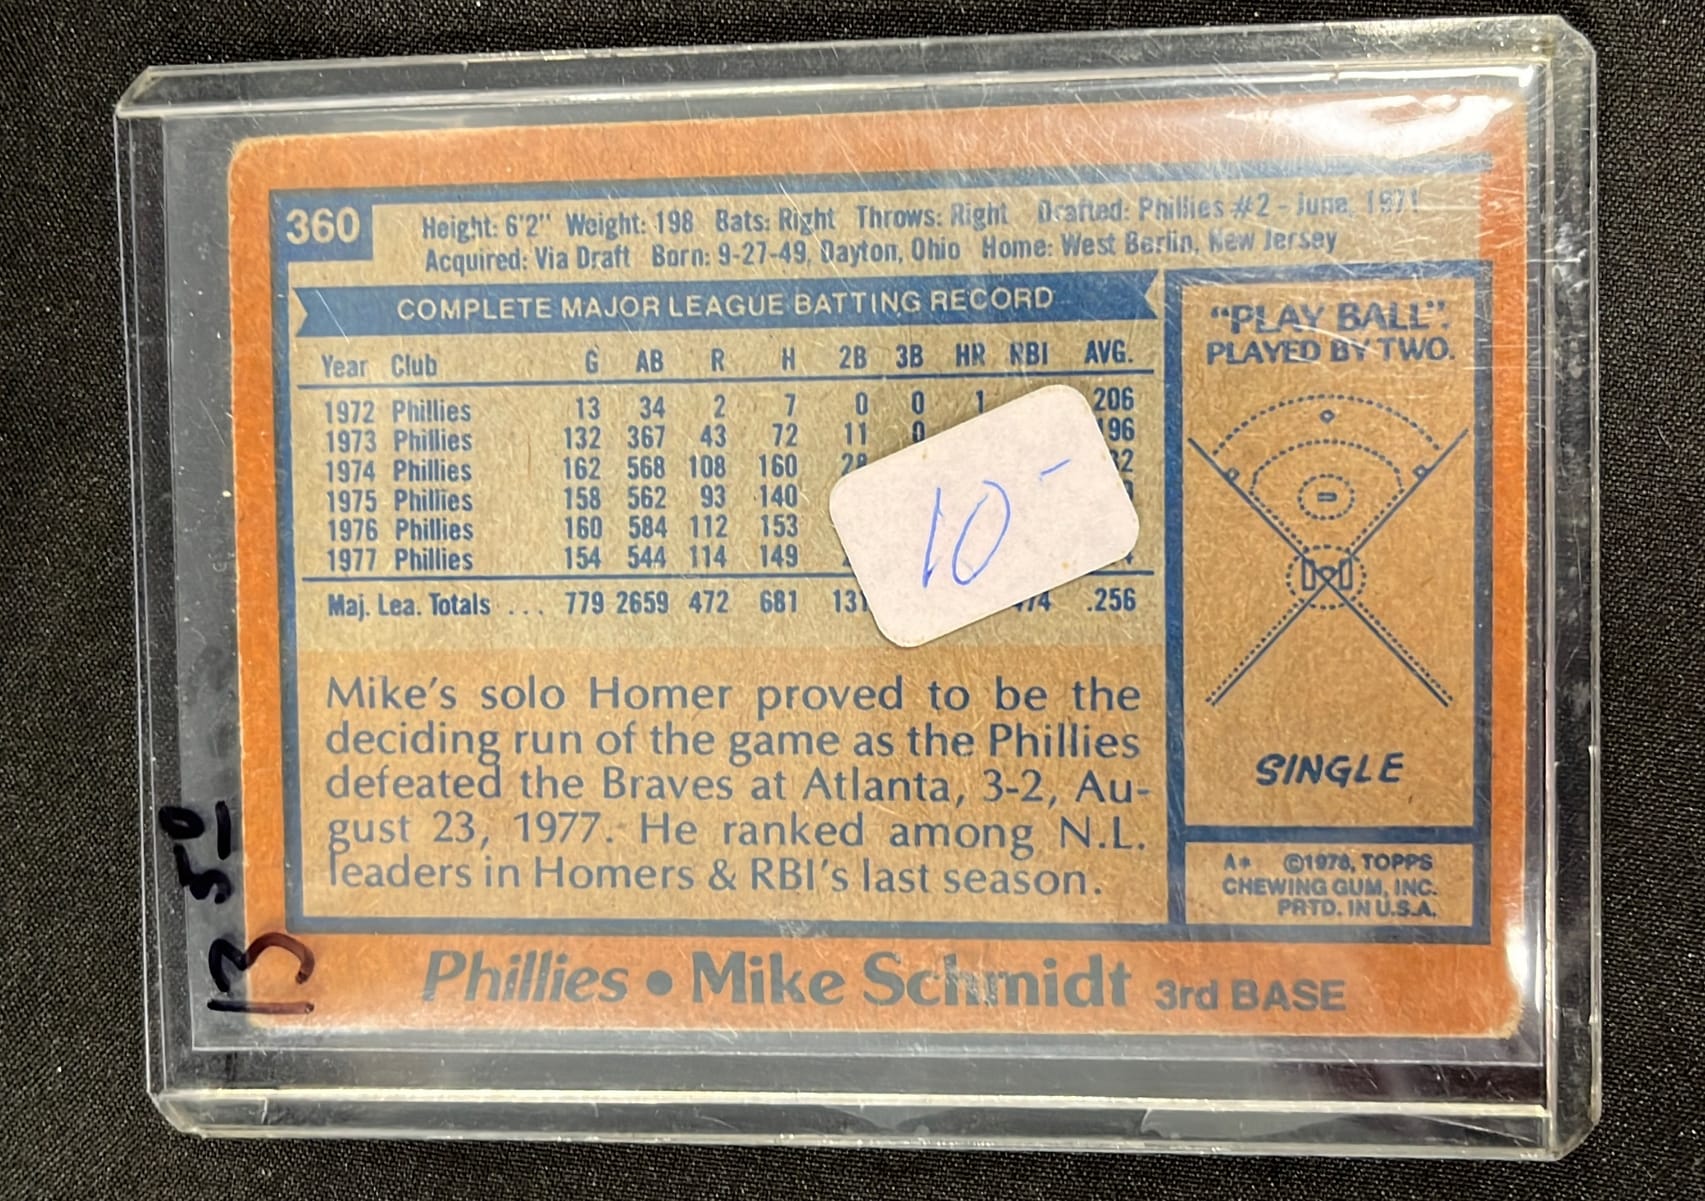 360
Height: 6'2" Weight: 198 Bats: Right Throws: Right Drafted: Phillies #2 - June, 1971
Acquired: Via Draft Born: 9-27-49, Dayton, Ohio Home: West Berlin, New Jersey
COMPLETE MAJOR LEAGUE BATTING RECORD
Year Club G AB R H 2B 3B HR RBI AVG.
1972 Phillies 13 34 2 7 0 0 1 206
1973 Phillies 132 367 43 72 11 0 196
1974 Phillies 162 568 108 160 28
1975 Phillies 158 562 93 140
1976 Phillies 160 584 112 153
1977 Phillies 154 544 114 149
Maj. Lea. Totals ... 779 2659 472 681 131 474 .256
10-
Mike's solo Homer proved to be the
deciding run of the game as the Phillies
defeated the Braves at Atlanta, 3-2, Au-
gust 23, 1977. He ranked among N.L.
leaders in Homers & RBI's last season.
"PLAY BALL".
PLAYED BY TWO.
SINGLE
A* ©1978, TOPPS
CHEWING GUM, INC.
PRTD. IN U.S.A.
Phillies • Mike Schmidt 3rd BASE
13 50